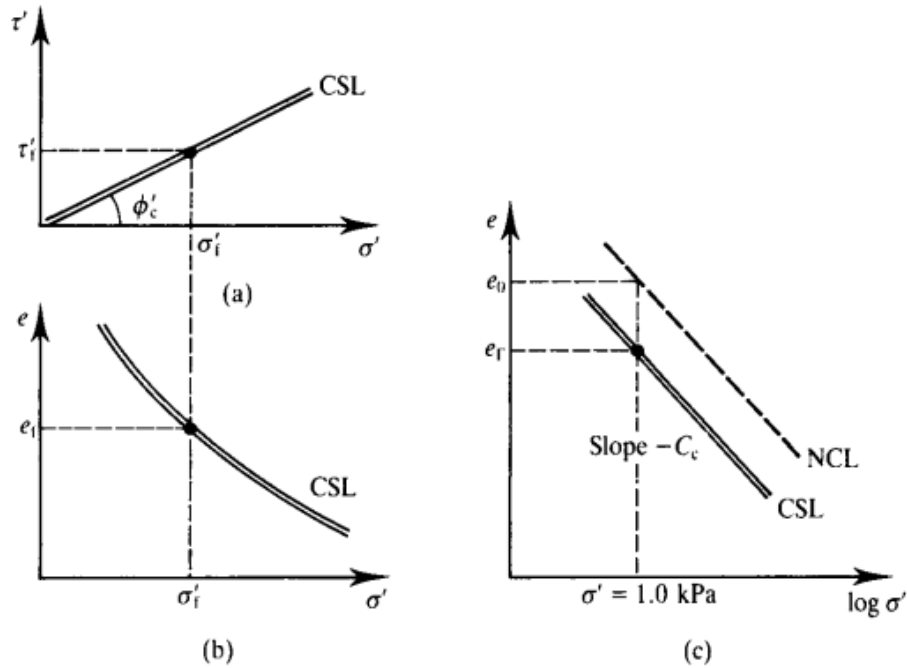 τ′
CSL
τ′f
ϕ′c
σ′f
σ′
(a)
e
ef
CSL
σ′f
σ′
(b)
e
e0
eΓ
Slope −Cc
NCL
CSL
σ′ = 1.0 kPa
log σ′
(c)